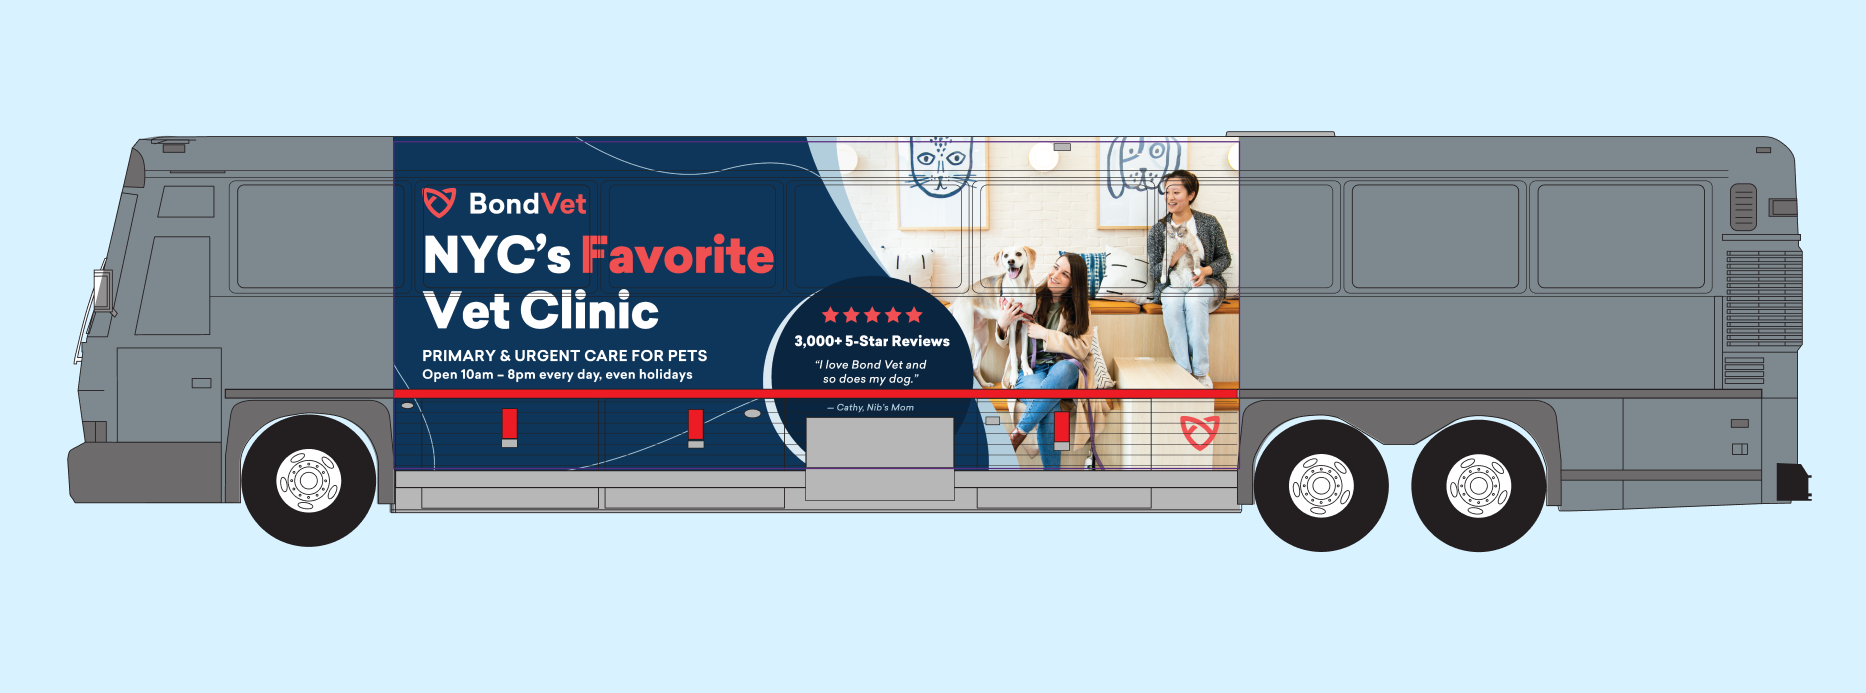 BondVet
NYC’s Favorite
Vet Clinic
PRIMARY & URGENT CARE FOR PETS
Open 10am – 8pm every day, even holidays
3,000+ 5-Star Reviews
“I love Bond Vet and
so does my dog.”
— Cathy, Nib’s Mom